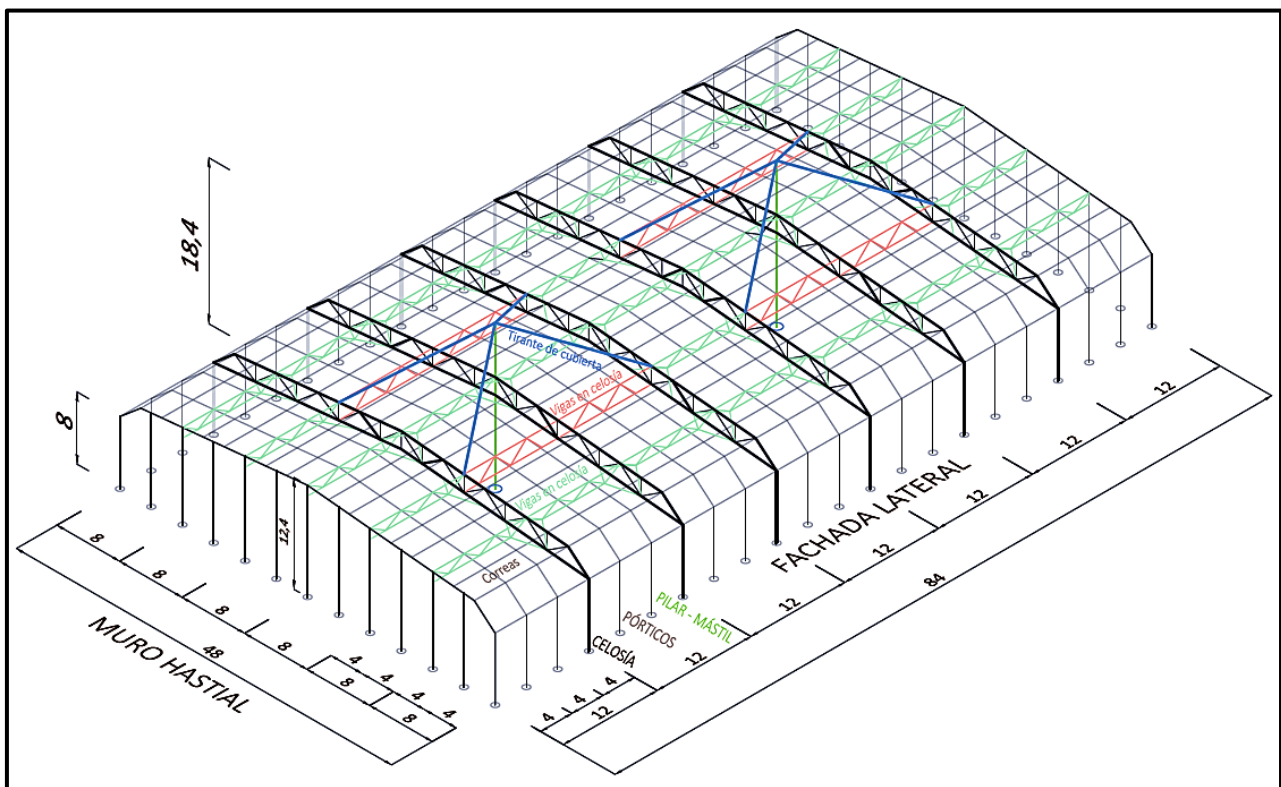 18,4
8
12,4
Tirante de cubierta
Vigas en celosía
Vigas en celosía
Correas
PILAR - MÁSTIL
PÓRTICOS
CELOSÍA
FACHADA LATERAL
MURO HASTIAL
8
8
8
8
8
8
48
4
4
4
4
4
4
4
12
12
12
12
12
12
12
84